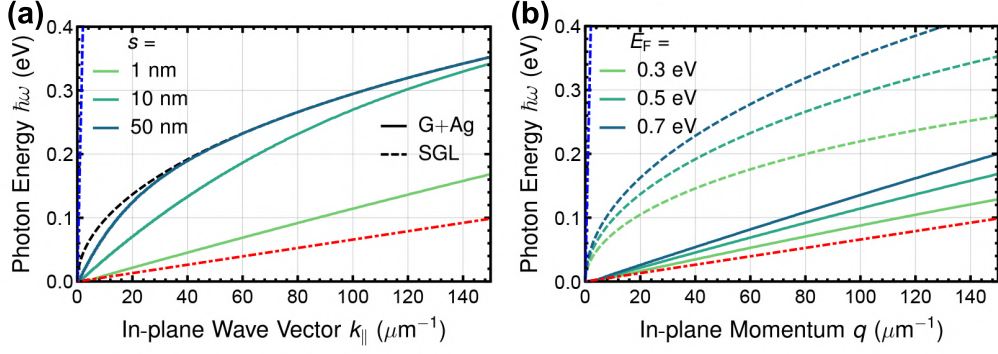 (a)
Photon Energy ℏω (eV)
0.4
0.3
0.2
0.1
0.0
s =
1 nm
10 nm
50 nm
G+Ag
SGL
0 20 40 60 80 100 120 140
In-plane Wave Vector k∥ (μm⁻¹)
(b)
Photon Energy ℏω (eV)
0.4
0.3
0.2
0.1
0.0
E_F =
0.3 eV
0.5 eV
0.7 eV
0 20 40 60 80 100 120 140
In-plane Momentum q (μm⁻¹)